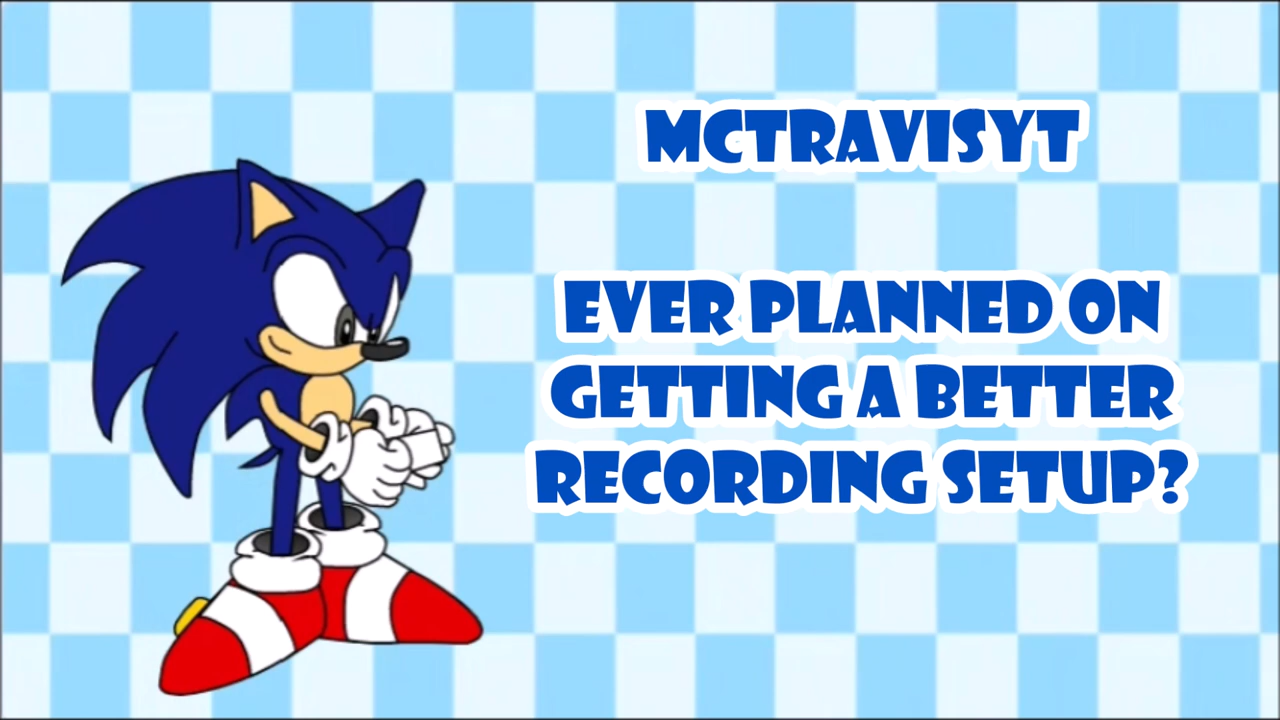 MCTRAVISYT
EVER PLANNED ON
GETTING A BETTER
RECORDING SETUP?